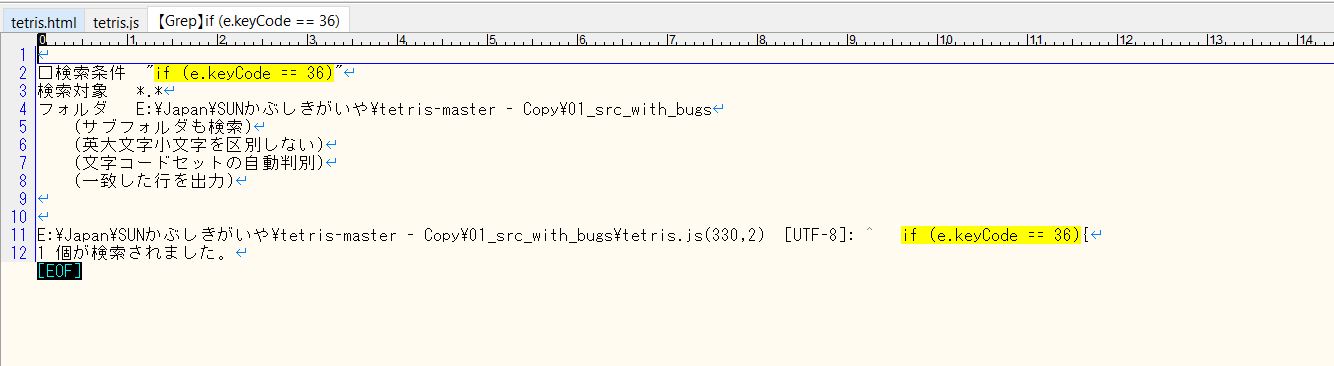 tetris.html tetris.js 【Grep】if (e.keyCode == 36)
0 1 2 3 4 5 6 7 8 9 10 11 12 13 14
1 ↵
2 □検索条件 "if (e.keyCode == 36)"↵
3 検索対象 *.*↵
4 フォルダ E:\Japan\SUNかぶしきがいや\tetris-master - Copy\01_src_with_bugs↵
5 (サブフォルダも検索)↵
6 (英大文字小文字を区別しない)↵
7 (文字コードセットの自動判別)↵
8 (一致した行を出力)↵
9 ↵
10 ↵
11 E:\Japan\SUNかぶしきがいや\tetris-master - Copy\01_src_with_bugs\tetris.js(330,2) [UTF-8]: ^ if (e.keyCode == 36){↵
12 1 個が検索されました。↵
[EOF]